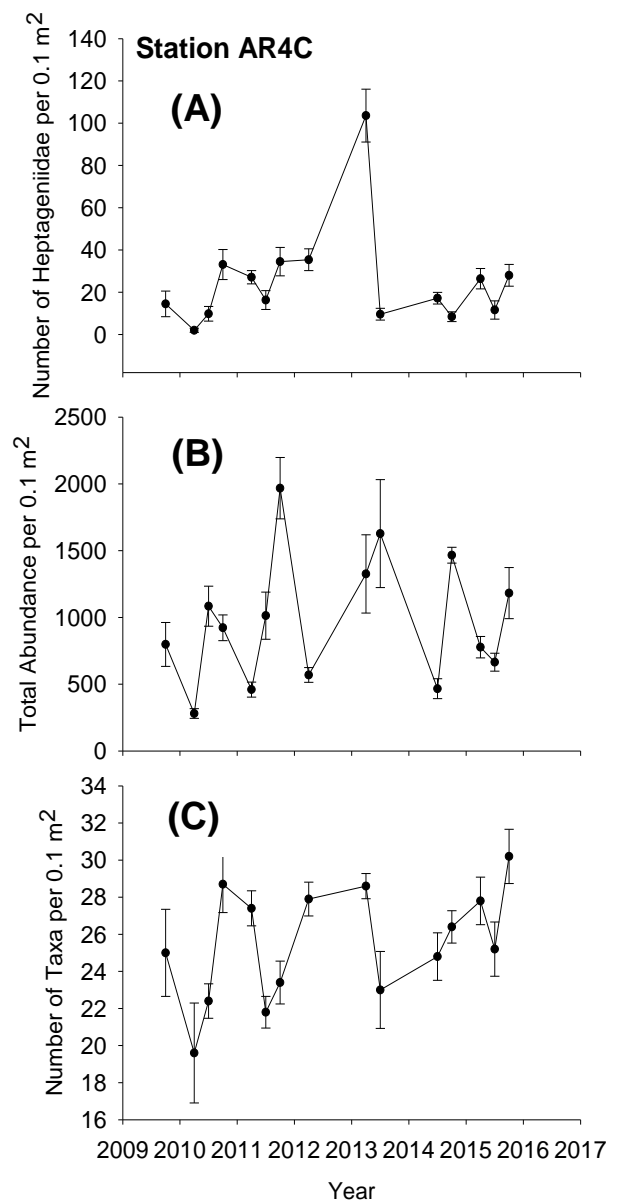 Station AR4C
(A)
Number of Heptageniidae per 0.1 m²
140
120
100
80
60
40
20
0
(B)
Total Abundance per 0.1 m²
2500
2000
1500
1000
500
0
(C)
Number of Taxa per 0.1 m²
34
32
30
28
26
24
22
20
18
16
2009 2010 2011 2012 2013 2014 2015 2016 2017
Year